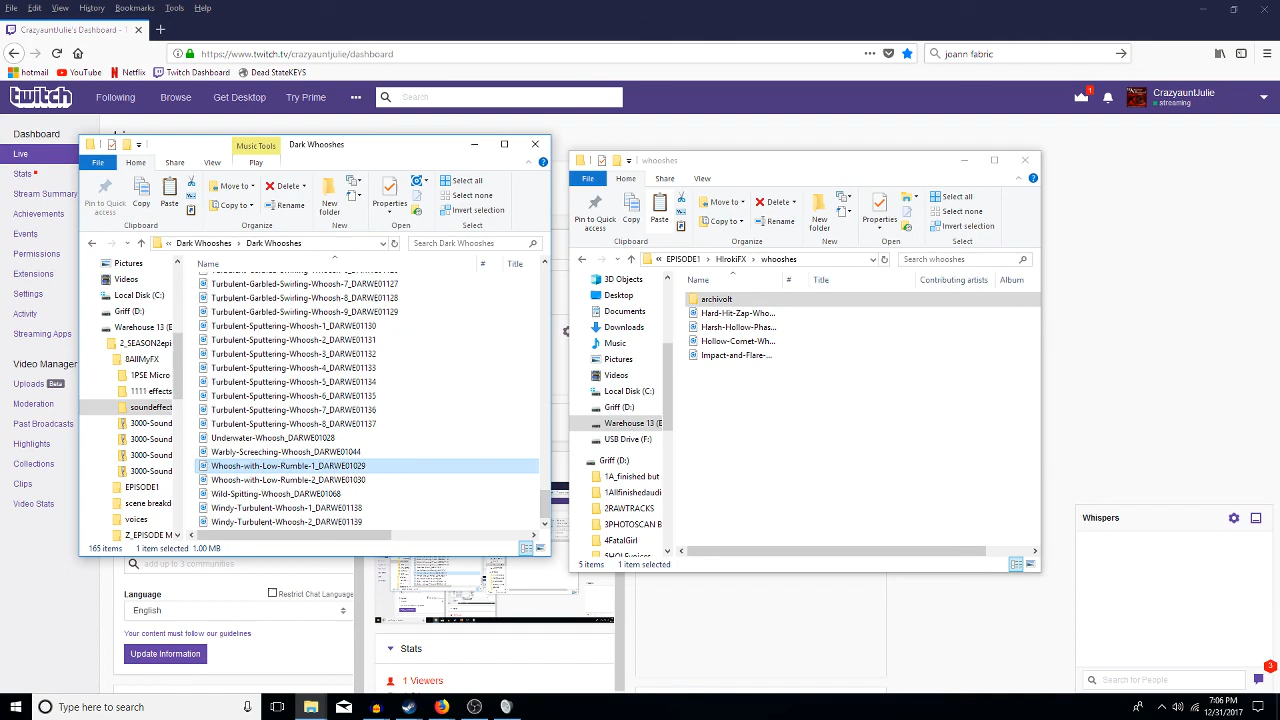 File Edit View History Bookmarks Tools Help
CrazyauntJulie's Dashboard - T
https://www.twitch.tv/crazyauntjulie/dashboard
joann fabric
hotmail YouTube Netflix Twitch Dashboard Dead StateKEYS
twitch Following Browse Get Desktop Try Prime Search
1
CrazyauntJulie
streaming
Dashboard
Live
Stats
Stream Summary
Achievements
Events
Permissions
Extensions
Settings
Activity
Streaming Apps
Video Manager
Uploads Beta
Moderation
Past Broadcasts
Highlights
Collections
Clips
Video Stats
Music Tools Dark Whooshes
File Home Share View Play
Pin to Quick access
Copy
Paste
Move to
Copy to
Delete
Rename
New folder
Properties
Select all
Select none
Invert selection
Clipboard Organize New Open Select
Dark Whooshes Dark Whooshes
Search Dark Whooshes
Pictures
Videos
Local Disk (C:)
Griff (D:)
Warehouse 13 (E
2_SEASON2epi
8AllMyFX
1PSE Micro
1111 effects
soundeffect
3000-Sound
3000-Sound
3000-Sound
3000-Sound
EPISODE1
scene breakd
voices
Z_EPISODE M
Name # Title
Turbulent-Garbled-Swirling-Whoosh-7_DARWE01127
Turbulent-Garbled-Swirling-Whoosh-8_DARWE01128
Turbulent-Garbled-Swirling-Whoosh-9_DARWE01129
Turbulent-Sputtering-Whoosh-1_DARWE01130
Turbulent-Sputtering-Whoosh-2_DARWE01131
Turbulent-Sputtering-Whoosh-3_DARWE01132
Turbulent-Sputtering-Whoosh-4_DARWE01133
Turbulent-Sputtering-Whoosh-5_DARWE01134
Turbulent-Sputtering-Whoosh-6_DARWE01135
Turbulent-Sputtering-Whoosh-7_DARWE01136
Turbulent-Sputtering-Whoosh-8_DARWE01137
Underwater-Whoosh_DARWE01028
Warbly-Screeching-Whoosh_DARWE01044
Whoosh-with-Low-Rumble-1_DARWE01029
Whoosh-with-Low-Rumble-2_DARWE01030
Wild-Spitting-Whoosh_DARWE01068
Windy-Turbulent-Whoosh-1_DARWE01138
Windy-Turbulent-Whoosh-2_DARWE01139
165 items 1 item selected 1.00 MB
whooshes
File Home Share View
Pin to Quick access
Copy
Paste
Move to
Copy to
Delete
Rename
New folder
Properties
Select all
Select none
Invert selection
Clipboard Organize New Open Select
EPISODE1 HIrokiFX whooshes
Search whooshes
3D Objects
Desktop
Documents
Downloads
Music
Pictures
Videos
Local Disk (C:)
Griff (D:)
Warehouse 13 (E
USB Drive (F:)
Griff (D:)
1A_finished but
1Allfinishedaudi
2RAWTRACKS
3PHOTOSCAN B
4FatalGirl
Name # Title Contributing artists Album
archivolt
Hard-Hit-Zap-Who...
Harsh-Hollow-Phas...
Hollow-Comet-Wh...
Impact-and-Flare-...
5 items 1 item selected
add up to 3 communities
Language
Restrict Chat Language
English
Your content must follow our guidelines
Update Information
Stats
1 Viewers
Whispers
Search for People
3
Type here to search
7:06 PM
12/31/2017